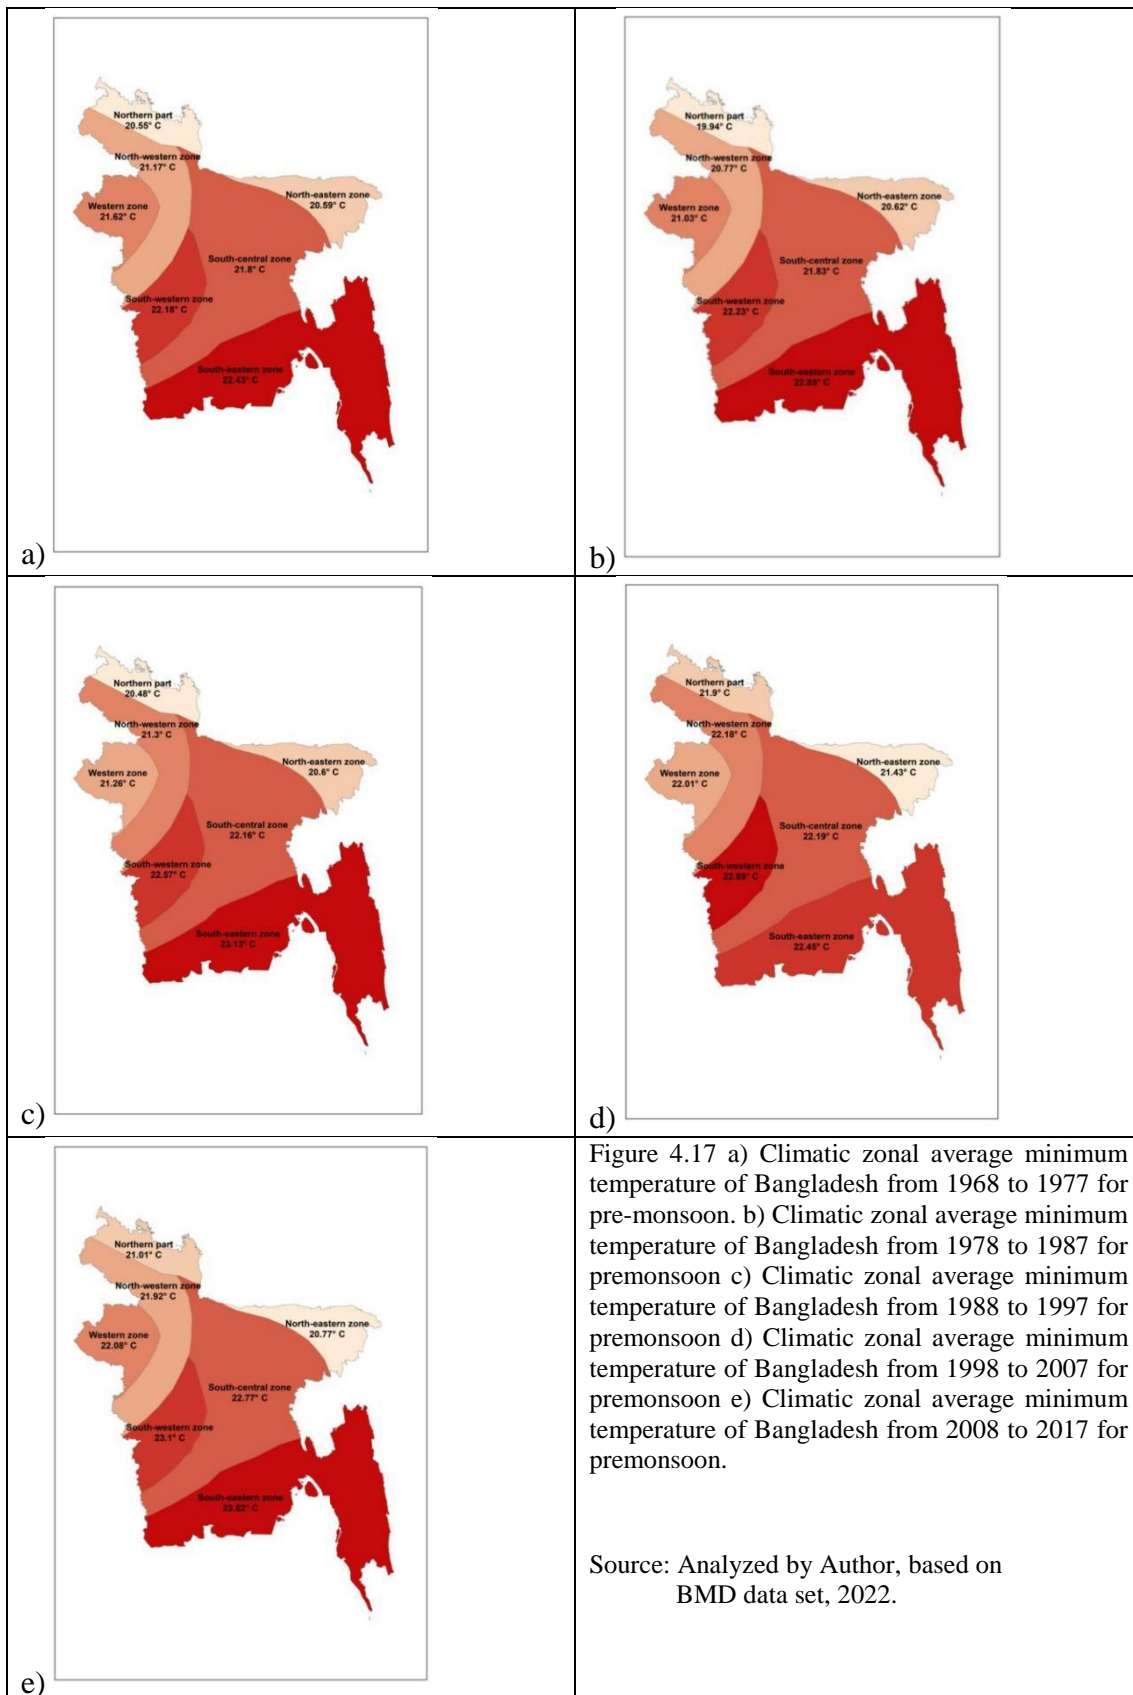 Northern part
20.55° C
North-western zone
21.17° C
Western zone
21.62° C
North-eastern zone
20.59° C
South-central zone
21.8° C
South-western zone
22.18° C
South-eastern zone
22.43° C
a)
Northern part
19.94° C
North-western zone
20.77° C
Western zone
21.03° C
North-eastern zone
20.62° C
South-central zone
21.83° C
South-western zone
22.23° C
South-eastern zone
b)
Northern part
20.48° C
North-western zone
21.3° C
Western zone
21.26° C
North-eastern zone
20.6° C
South-central zone
22.16° C
South-western zone
22.57° C
South-eastern zone
23.13° C
c)
Northern part
21.9° C
North-western zone
22.18° C
Western zone
22.01° C
North-eastern zone
21.43° C
South-central zone
22.19° C
South-western zone
22.89° C
South-eastern zone
22.45° C
d)
Northern part
21.01° C
North-western zone
21.92° C
Western zone
22.08° C
North-eastern zone
20.77° C
South-central zone
22.77° C
South-western zone
23.1° C
South-eastern zone
23.52° C
e)
Figure 4.17 a) Climatic zonal average minimum
temperature of Bangladesh from 1968 to 1977 for
pre-monsoon. b) Climatic zonal average minimum
temperature of Bangladesh from 1978 to 1987 for
premonsoon c) Climatic zonal average minimum
temperature of Bangladesh from 1988 to 1997 for
premonsoon d) Climatic zonal average minimum
temperature of Bangladesh from 1998 to 2007 for
premonsoon e) Climatic zonal average minimum
temperature of Bangladesh from 2008 to 2017 for
premonsoon.
Source: Analyzed by Author, based on
BMD data set, 2022.